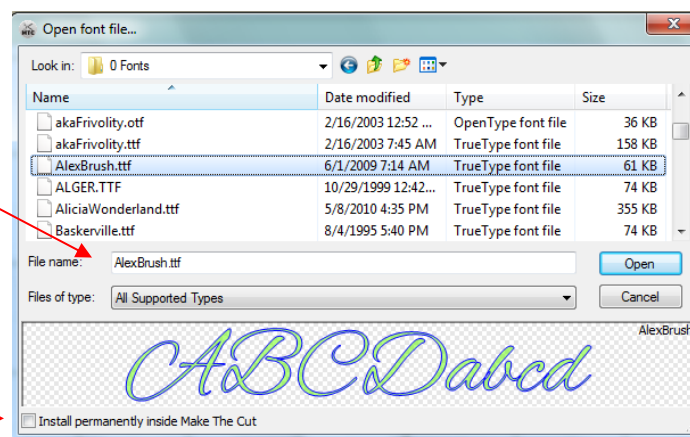 MTC Open font file...
Look in: 0 Fonts
Name Date modified Type Size
akaFrivolity.otf 2/16/2003 12:52 ... OpenType font file 36 KB
akaFrivolity.ttf 2/16/2003 7:45 AM TrueType font file 158 KB
AlexBrush.ttf 6/1/2009 7:14 AM TrueType font file 61 KB
ALGER.TTF 10/29/1999 12:42... TrueType font file 74 KB
AliciaWonderland.ttf 5/8/2010 4:35 PM TrueType font file 355 KB
Baskerville.ttf 8/4/1995 5:40 PM TrueType font file 74 KB
File name: AlexBrush.ttf Open
Files of type: All Supported Types Cancel
AlexBrush
ABCDabcd
Install permanently inside Make The Cut